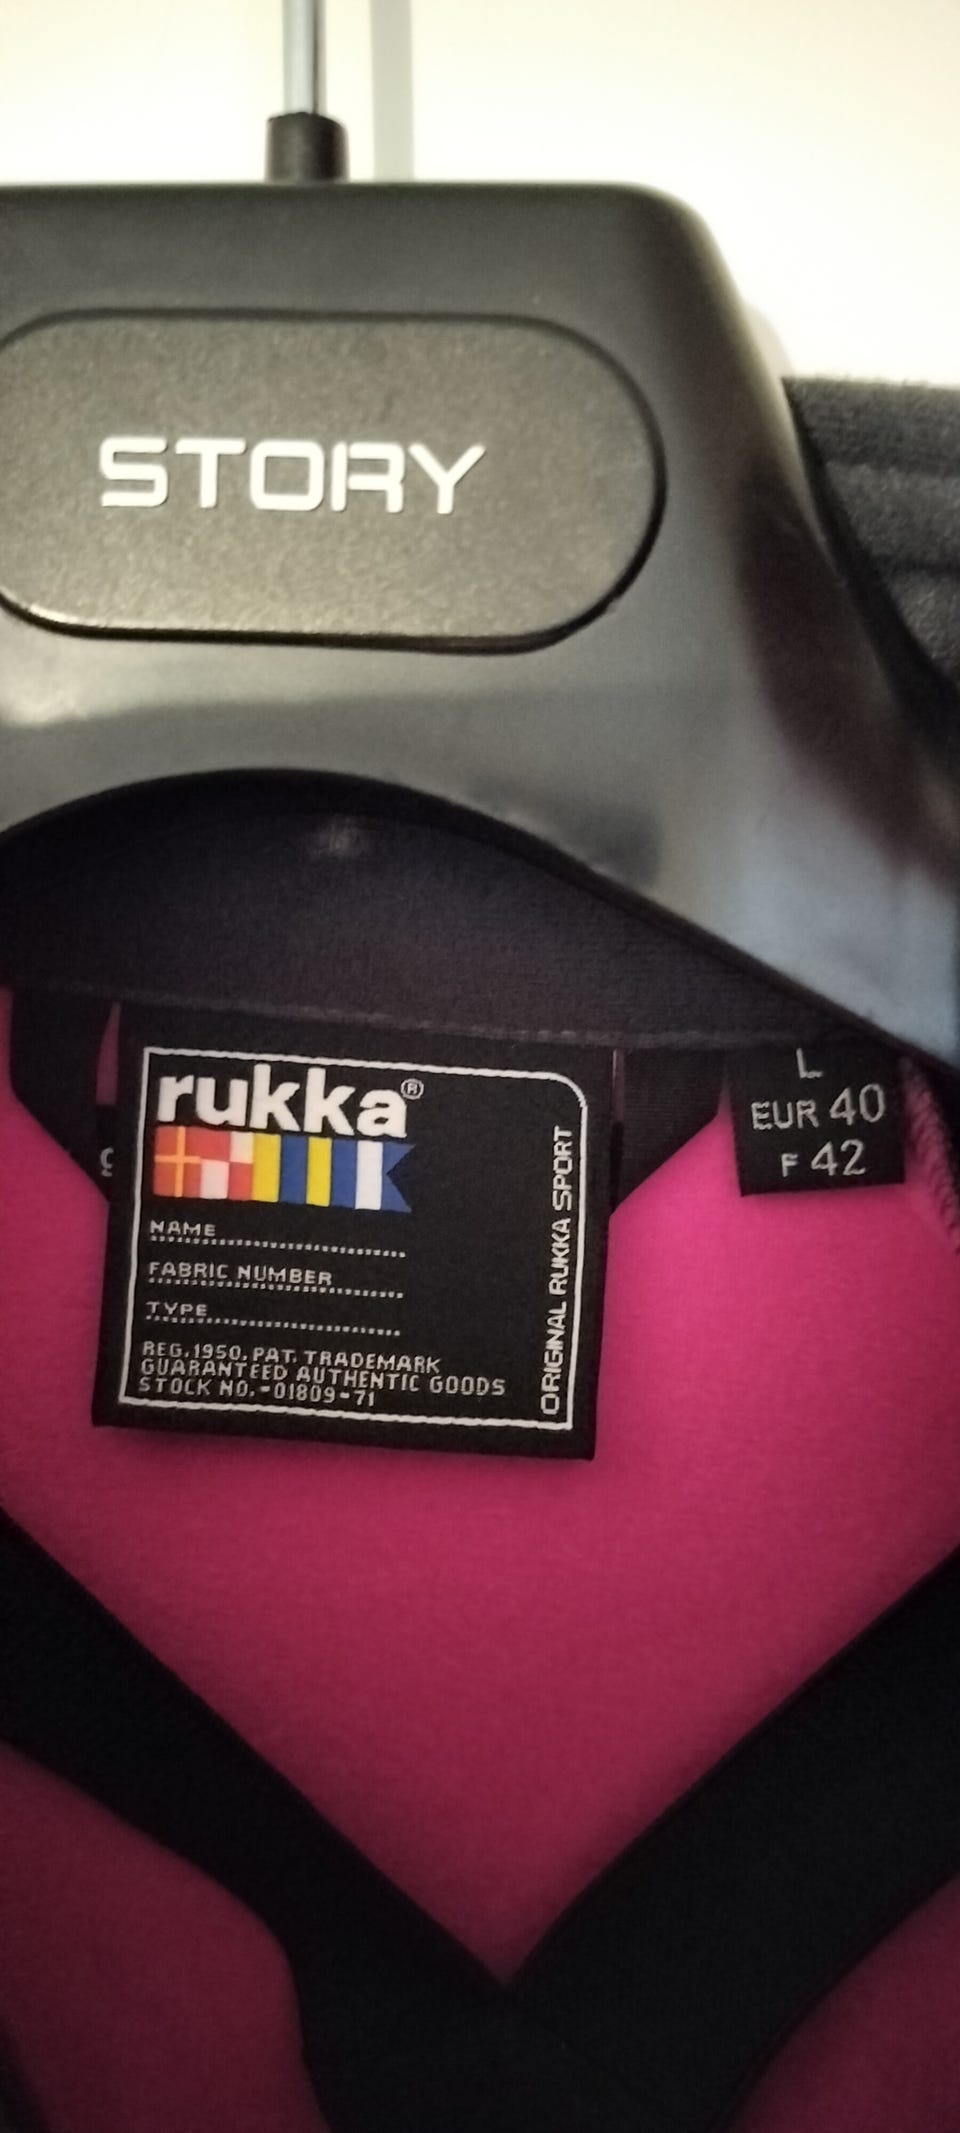 STORY
rukka®
NAME
FABRIC NUMBER
TYPE
REG.1950. PAT. TRADEMARK
GUARANTEED AUTHENTIC GOODS
STOCK NO.-01809-71
ORIGINAL RUKKA SPORT
L
EUR 40
F 42